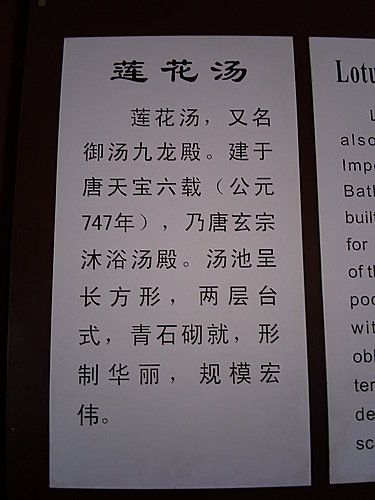 莲花汤
莲花汤，又名
御汤九龙殿。建于
唐天宝六载（公元
747年），乃唐玄宗
沐浴汤殿。汤池呈
长方形，两层台
式，青石砌就，形
制华丽，规模宏
伟。
Lotu
also
Impe
Bath
built
for
of th
poo
wit
obl
ter
de
sc